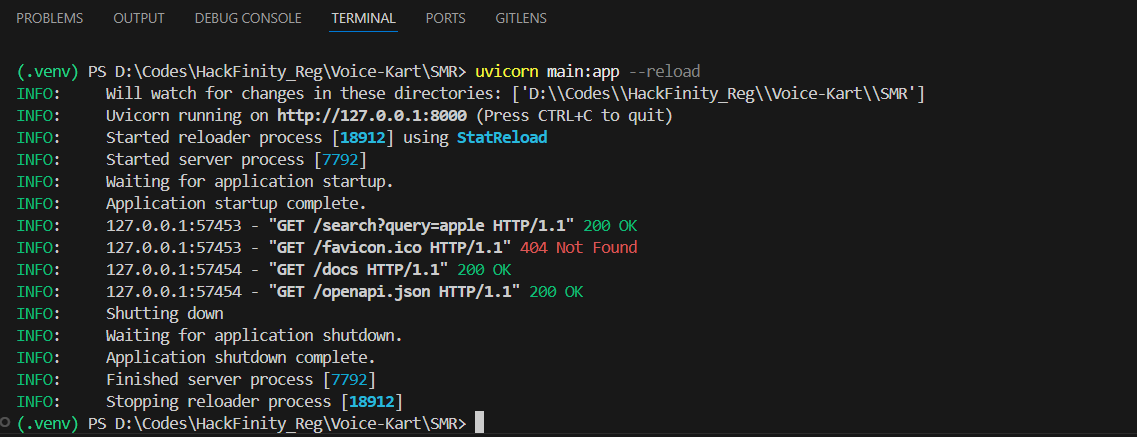 PROBLEMS OUTPUT DEBUG CONSOLE TERMINAL PORTS GITLENS
(.venv) PS D:\Codes\HackFinity_Reg\Voice-Kart\SMR> uvicorn main:app --reload
INFO: Will watch for changes in these directories: ['D:\\Codes\\HackFinity_Reg\\Voice-Kart\\SMR']
INFO: Uvicorn running on http://127.0.0.1:8000 (Press CTRL+C to quit)
INFO: Started reloader process [18912] using StatReload
INFO: Started server process [7792]
INFO: Waiting for application startup.
INFO: Application startup complete.
INFO: 127.0.0.1:57453 - "GET /search?query=apple HTTP/1.1" 200 OK
INFO: 127.0.0.1:57453 - "GET /favicon.ico HTTP/1.1" 404 Not Found
INFO: 127.0.0.1:57454 - "GET /docs HTTP/1.1" 200 OK
INFO: 127.0.0.1:57454 - "GET /openapi.json HTTP/1.1" 200 OK
INFO: Shutting down
INFO: Waiting for application shutdown.
INFO: Application shutdown complete.
INFO: Finished server process [7792]
INFO: Stopping reloader process [18912]
(.venv) PS D:\Codes\HackFinity_Reg\Voice-Kart\SMR>